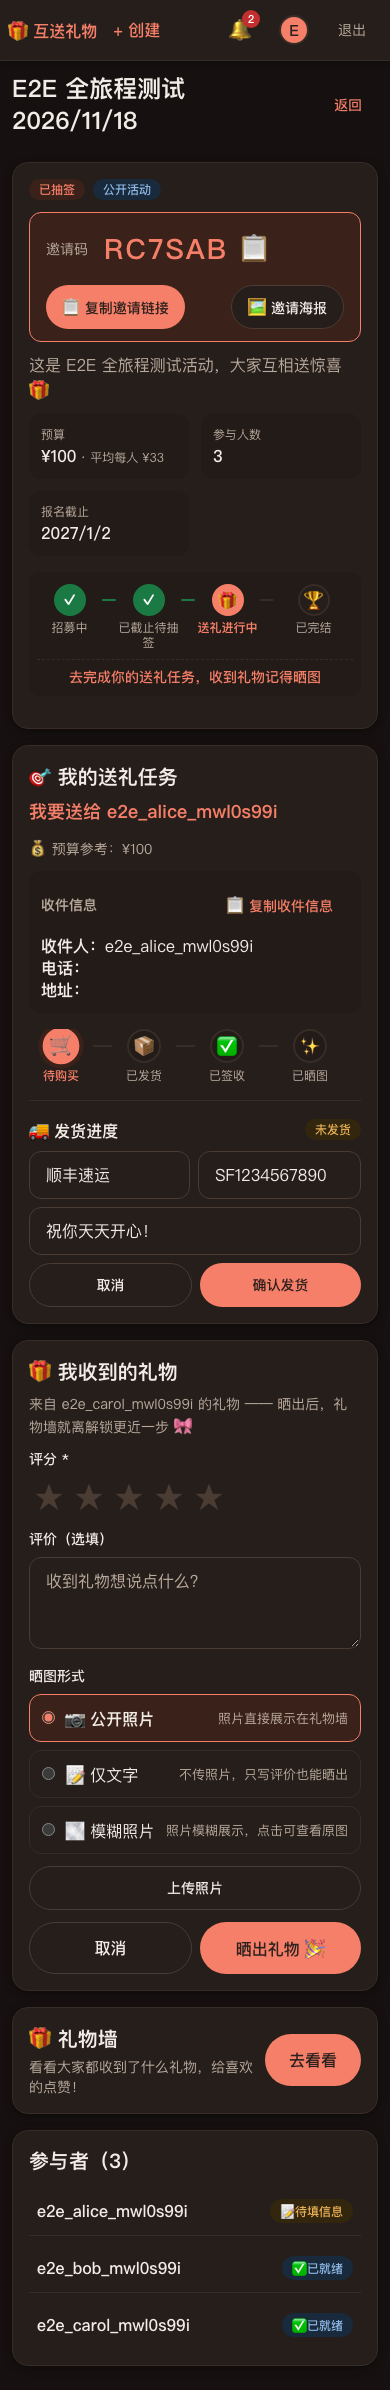 互送礼物 + 创建 2 E 退出
E2E 全旅程测试
2026/11/18
返回
已抽签 公开活动
邀请码 RC7SAB
复制邀请链接 邀请海报
这是 E2E 全旅程测试活动，大家互相送惊喜
预算
¥100 · 平均每人 ¥33
参与人数
3
报名截止
2027/1/2
招募中
已截止待抽签
送礼进行中
已完结
去完成你的送礼任务，收到礼物记得晒图
我的送礼任务
我要送给 e2e_alice_mwl0s99i
预算参考：¥100
收件信息 复制收件信息
收件人：e2e_alice_mwl0s99i
电话：
地址：
待购买 已发货 已签收 已晒图
发货进度 未发货
顺丰速运 SF1234567890
祝你天天开心！
取消 确认发货
我收到的礼物
来自 e2e_carol_mwl0s99i 的礼物 —— 晒出后，礼
物墙就离解锁更近一步
评分 *
★ ★ ★ ★ ★
评价（选填）
收到礼物想说点什么？
晒图形式
公开照片 照片直接展示在礼物墙
仅文字 不传照片，只写评价也能晒出
模糊照片 照片模糊展示，点击可查看原图
上传照片
取消 晒出礼物
礼物墙
看看大家都收到了什么礼物，给喜欢
的点赞！
去看看
参与者（3）
e2e_alice_mwl0s99i 待填信息
e2e_bob_mwl0s99i 已就绪
e2e_carol_mwl0s99i 已就绪